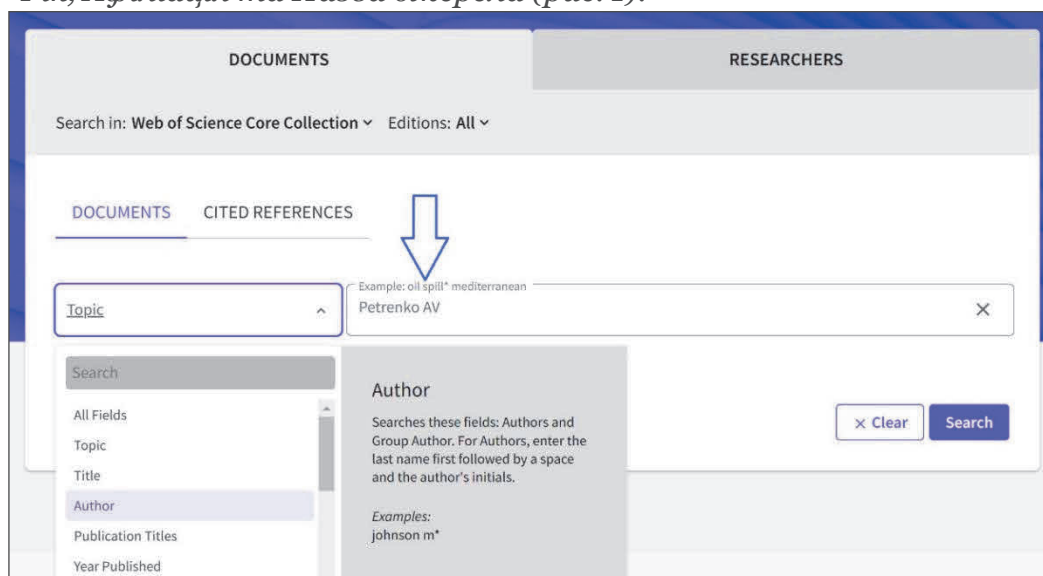 DOCUMENTS
RESEARCHERS
Search in: Web of Science Core Collection Editions: All
DOCUMENTS CITED REFERENCES
Example: oil spill* mediterranean
Topic
Petrenko AV
Search
All Fields
Topic
Title
Author
Publication Titles
Year Published
Author
Searches these fields: Authors and
Group Author. For Authors, enter the
last name first followed by a space
and the author's initials.
Examples:
johnson m*
× Clear
Search